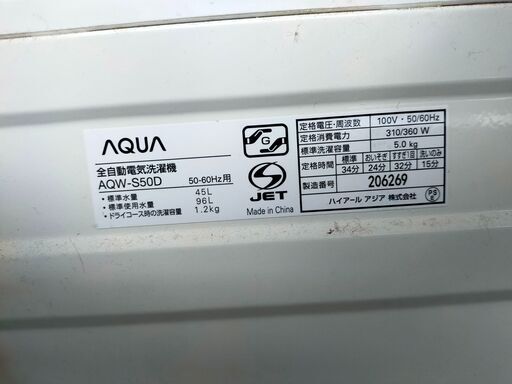 AQUA
全自動電気洗濯機
AQW-S50D 50-60Hz用
・標準水量 45L
・標準使用水量 96L
・ドライコース時の洗濯容量 1.2kg
G
S
JET
Made in China
定格電圧・周波数 100V・50/60Hz
定格消費電力 310/360 W
標準洗濯容量 5.0 kg
定格時間 標準 おいそぎ すすぎ1回 洗いのみ
34分 24分 32分 15分
製造番号 206269
ハイアール アジア 株式会社
PS
E